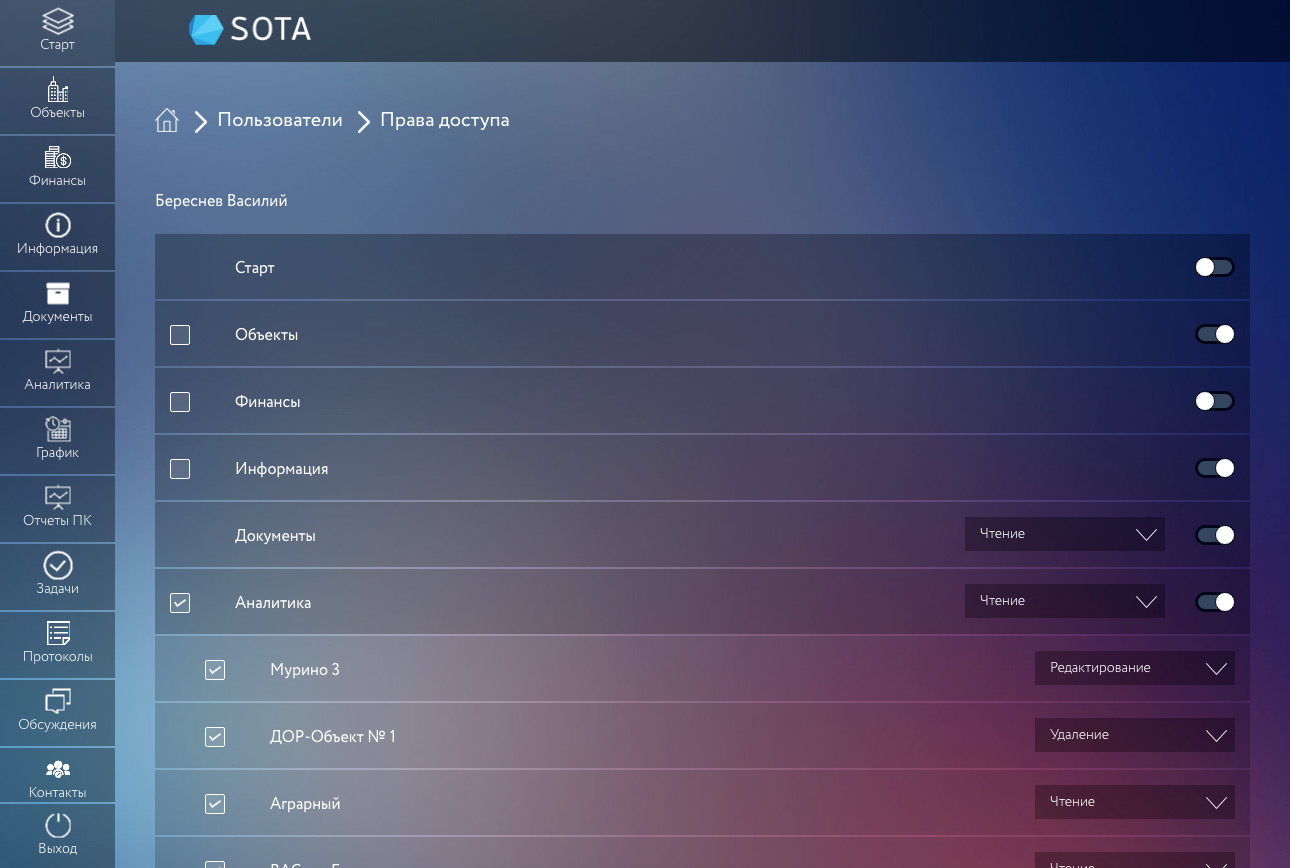 SOTA
Старт
Объекты
Финансы
Информация
Документы
Аналитика
График
Отчеты ПК
Задачи
Протоколы
Обсуждения
Контакты
Выход
Пользователи
Права доступа
Береснев Василий
Старт
Объекты
Финансы
Информация
Документы
Чтение
Аналитика
Чтение
Мурино 3
Редактирование
ДОР-Объект № 1
Удаление
Аграрный
Чтение
Чтение